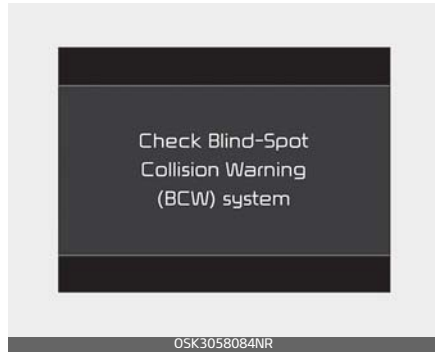 Check Blind-Spot
Collision Warning
(BCW) system
OSK3058084NR